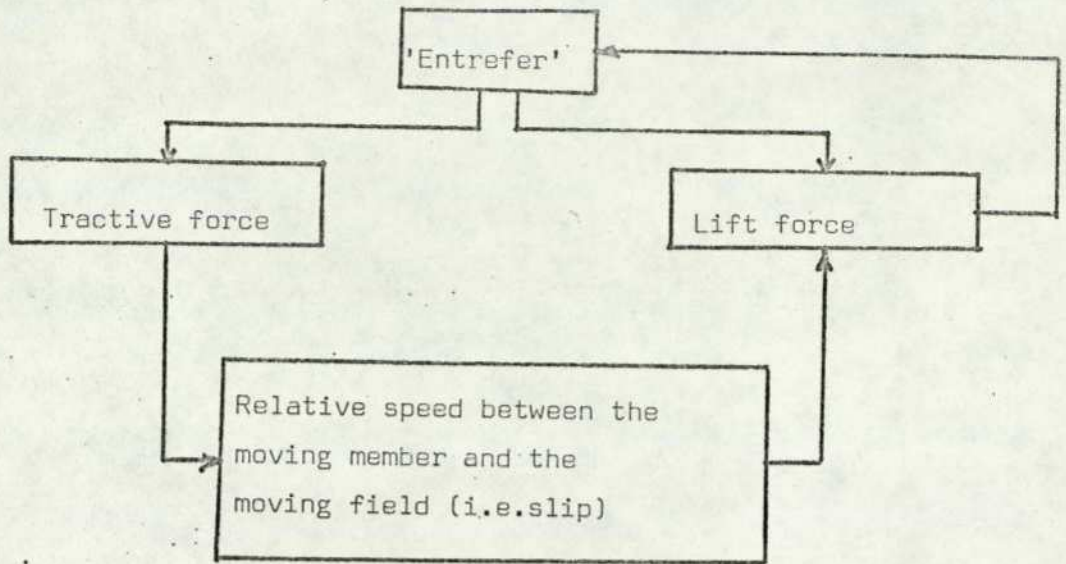 'Entrefer'
Tractive force
Lift force
Relative speed between the
moving member and the
moving field (i.e.slip)